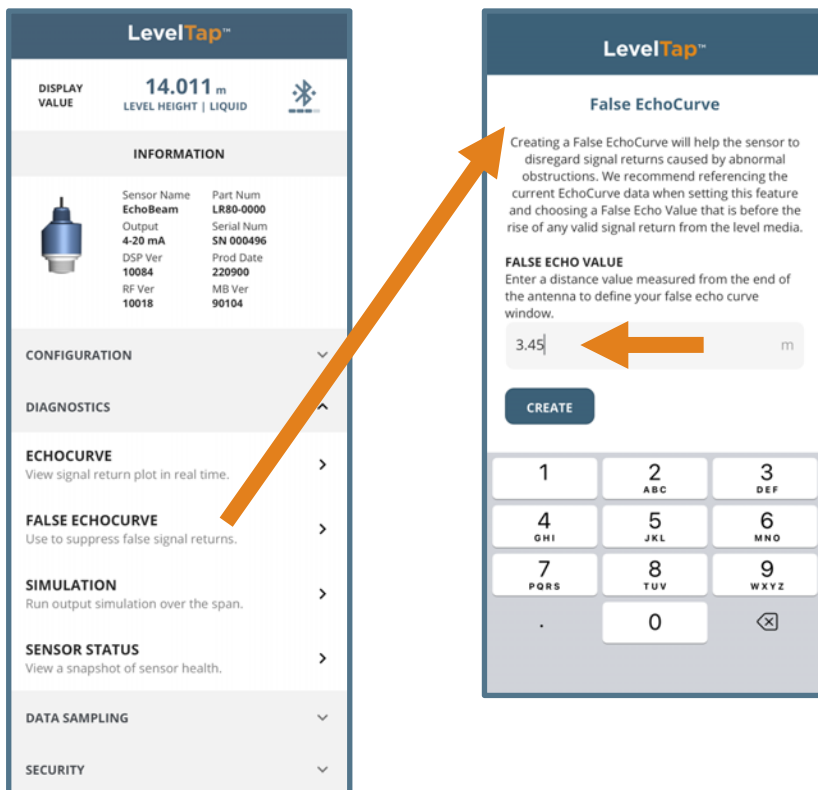 LevelTap™
DISPLAY
VALUE
14.011 m
LEVEL HEIGHT | LIQUID
INFORMATION
Sensor Name
EchoBeam
Part Num
LR80-0000
Output
4-20 mA
Serial Num
SN 000496
DSP Ver
10084
Prod Date
220900
RF Ver
10018
MB Ver
90104
CONFIGURATION
DIAGNOSTICS
ECHOCURVE
View signal return plot in real time.
FALSE ECHOCURVE
Use to suppress false signal returns.
SIMULATION
Run output simulation over the span.
SENSOR STATUS
View a snapshot of sensor health.
DATA SAMPLING
SECURITY
LevelTap™
False EchoCurve
Creating a False EchoCurve will help the sensor to
disregard signal returns caused by abnormal
obstructions. We recommend referencing the
current EchoCurve data when setting this feature
and choosing a False Echo Value that is before the
rise of any valid signal return from the level media.
FALSE ECHO VALUE
Enter a distance value measured from the end of
the antenna to define your false echo curve
window.
3.45 m
CREATE
1 2 3
ABC DEF
4 5 6
GHI JKL MNO
7 8 9
PQRS TUV WXYZ
. 0